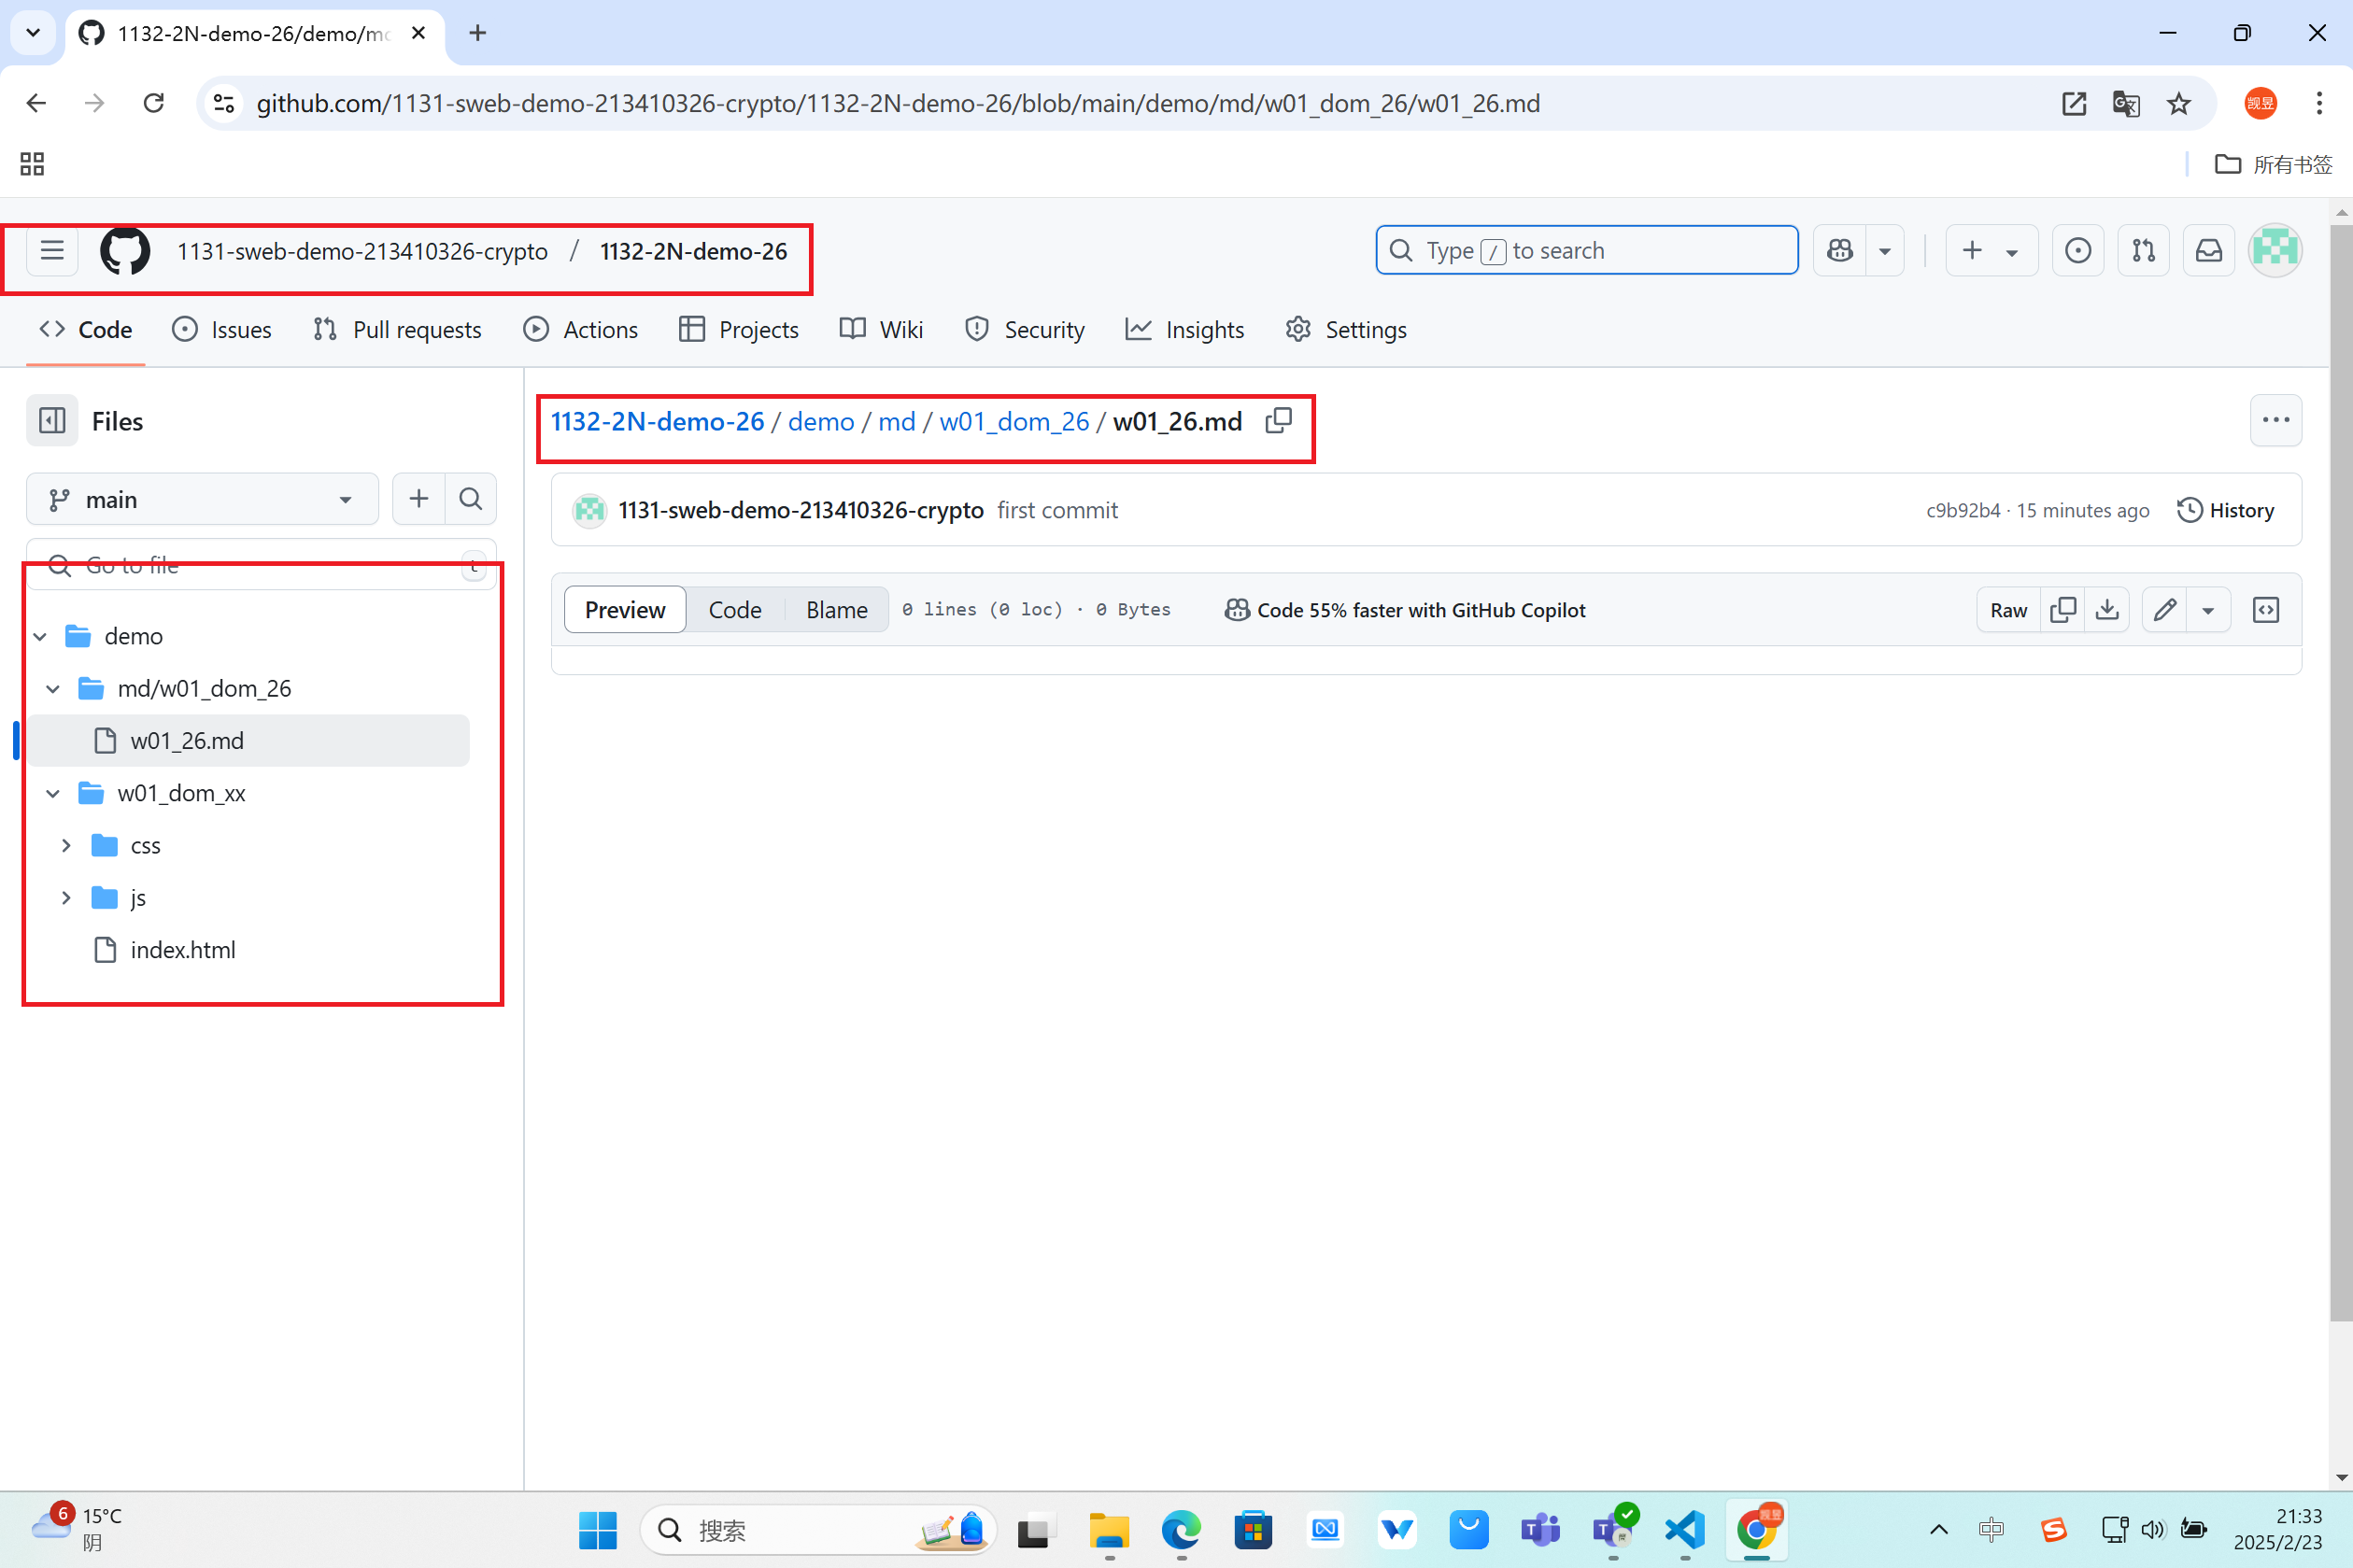 1132-2N-demo-26/demo/md
github.com/1131-sweb-demo-213410326-crypto/1132-2N-demo-26/blob/main/demo/md/w01_dom_26/w01_26.md
觊昱
所有书签
1131-sweb-demo-213410326-crypto / 1132-2N-demo-26
Type / to search
Code Issues Pull requests Actions Projects Wiki Security Insights Settings
Files
1132-2N-demo-26 / demo / md / w01_dom_26 / w01_26.md
main
1131-sweb-demo-213410326-crypto first commit
c9b92b4 · 15 minutes ago
History
Go to file
t
Preview Code Blame 0 lines (0 loc) · 0 Bytes
Code 55% faster with GitHub Copilot
Raw
demo
md/w01_dom_26
w01_26.md
w01_dom_xx
css
js
index.html
6
15°C
阴
搜索
中
21:33
2025/2/23